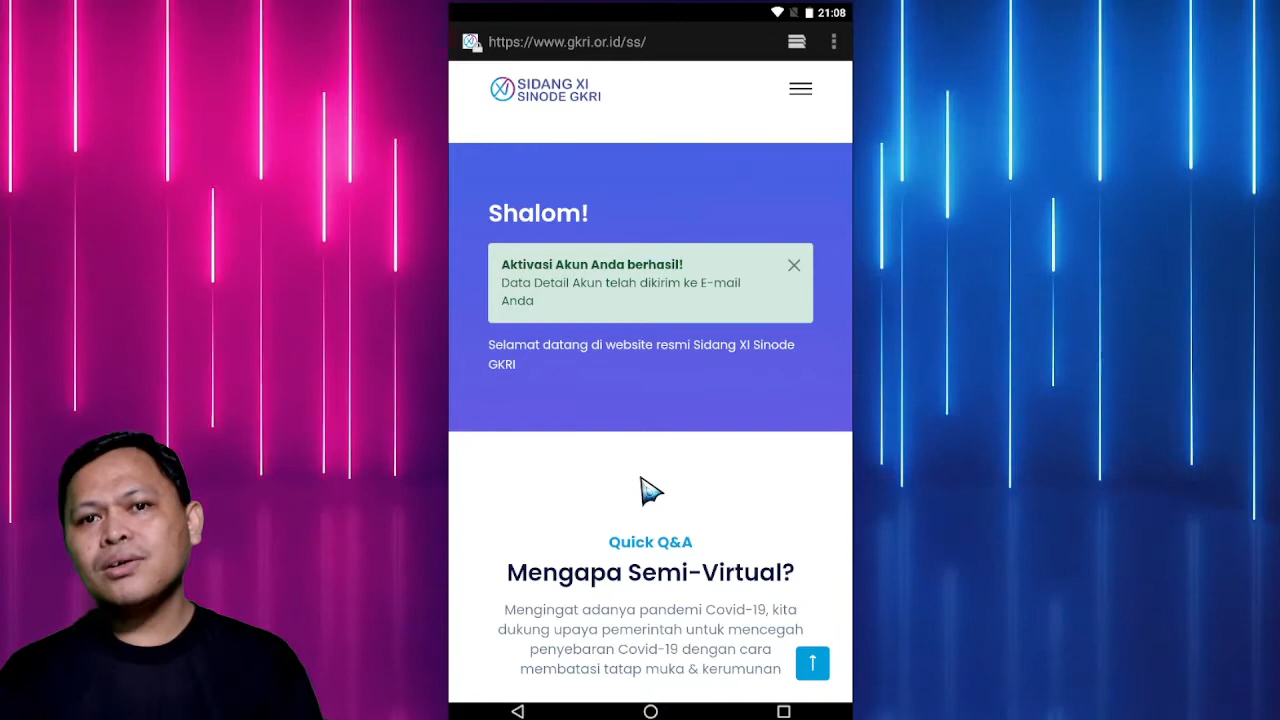 21:08
https://www.gkri.or.id/ss/
SIDANG XI
SINODE GKRI
Shalom!
Aktivasi Akun Anda berhasil!
Data Detail Akun telah dikirim ke E-mail
Anda
Selamat datang di website resmi Sidang XI Sinode
GKRI
Quick Q&A
Mengapa Semi-Virtual?
Mengingat adanya pandemi Covid-19, kita
dukung upaya pemerintah untuk mencegah
penyebaran Covid-19 dengan cara
membatasi tatap muka & kerumunan